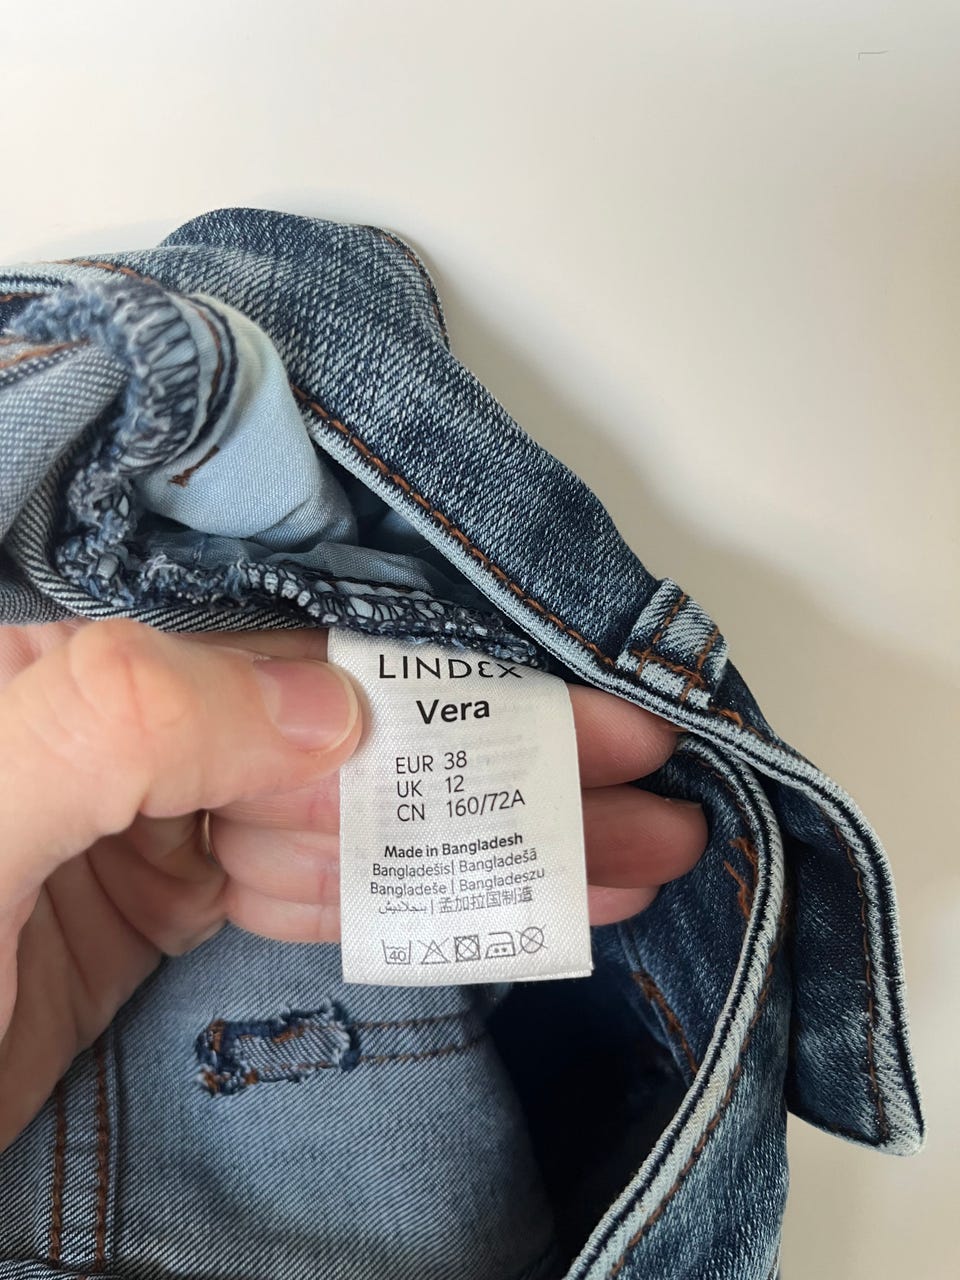 LINDEX
Vera
EUR 38
UK 12
CN 160/72A
Made in Bangladesh
Bangladešis| Bangladešā
Bangladeše | Bangladeszu
بنجلاديش | 孟加拉国制造
40